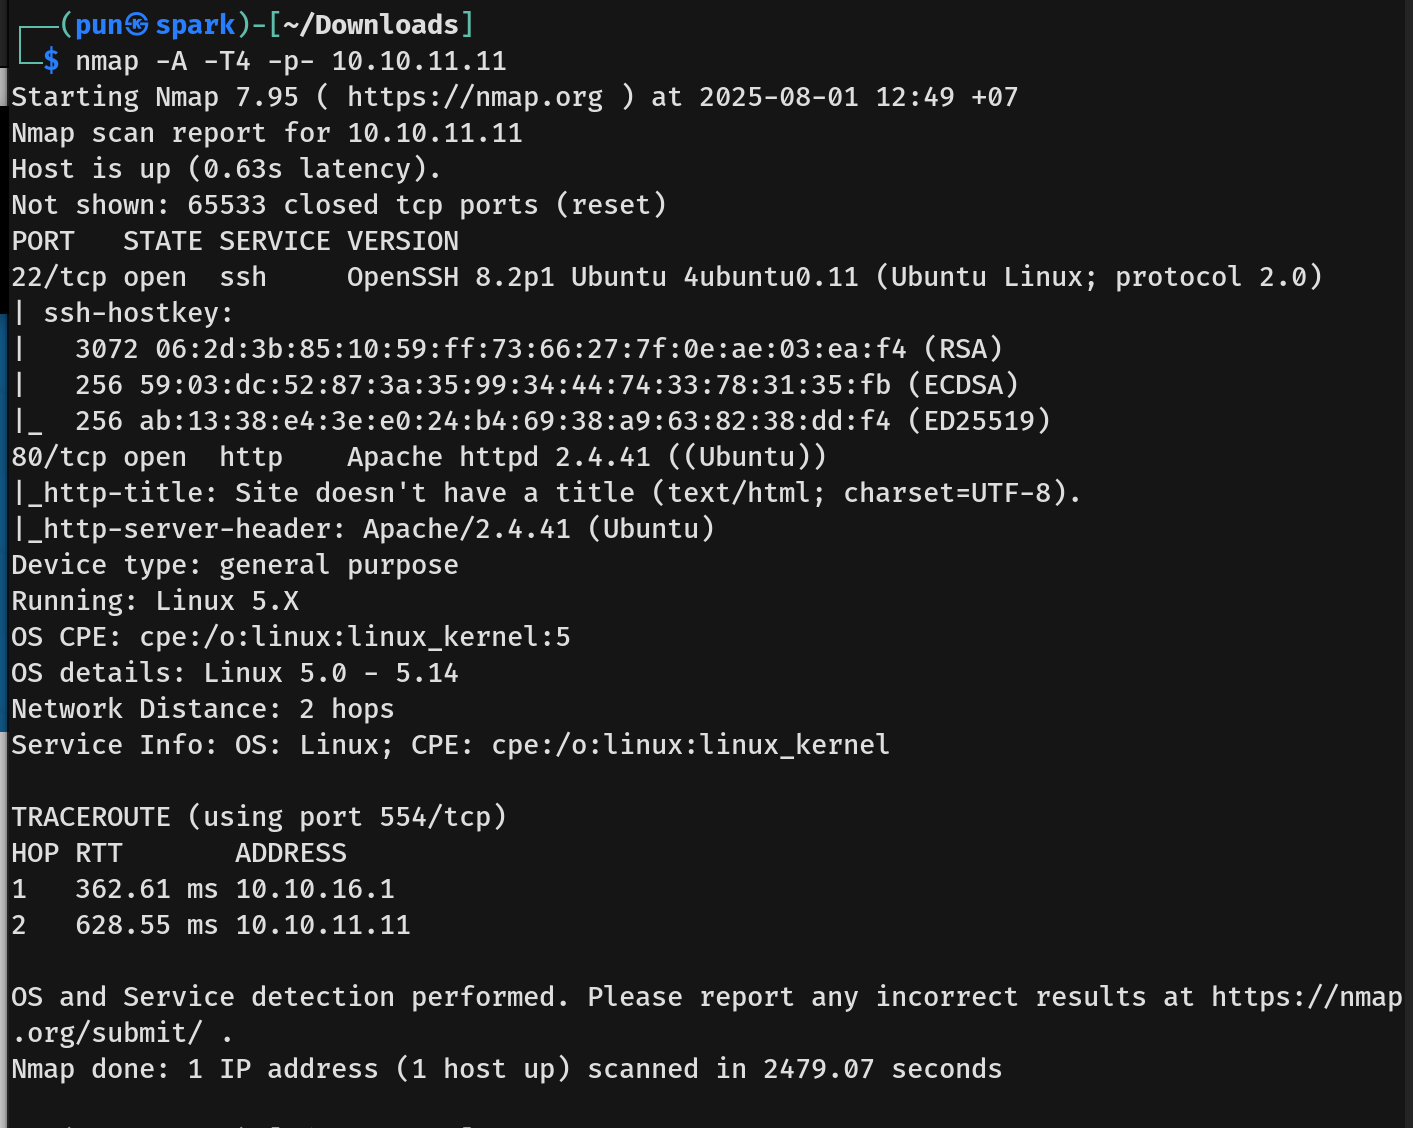 ┌──(pun㉿spark)-[~/Downloads]
└─$ nmap -A -T4 -p- 10.10.11.11
Starting Nmap 7.95 ( https://nmap.org ) at 2025-08-01 12:49 +07
Nmap scan report for 10.10.11.11
Host is up (0.63s latency).
Not shown: 65533 closed tcp ports (reset)
PORT   STATE SERVICE VERSION
22/tcp open  ssh     OpenSSH 8.2p1 Ubuntu 4ubuntu0.11 (Ubuntu Linux; protocol 2.0)
| ssh-hostkey:
|   3072 06:2d:3b:85:10:59:ff:73:66:27:7f:0e:ae:03:ea:f4 (RSA)
|   256 59:03:dc:52:87:3a:35:99:34:44:74:33:78:31:35:fb (ECDSA)
|_  256 ab:13:38:e4:3e:e0:24:b4:69:38:a9:63:82:38:dd:f4 (ED25519)
80/tcp open  http    Apache httpd 2.4.41 ((Ubuntu))
|_http-title: Site doesn't have a title (text/html; charset=UTF-8).
|_http-server-header: Apache/2.4.41 (Ubuntu)
Device type: general purpose
Running: Linux 5.X
OS CPE: cpe:/o:linux:linux_kernel:5
OS details: Linux 5.0 - 5.14
Network Distance: 2 hops
Service Info: OS: Linux; CPE: cpe:/o:linux:linux_kernel
TRACEROUTE (using port 554/tcp)
HOP RTT       ADDRESS
1   362.61 ms 10.10.16.1
2   628.55 ms 10.10.11.11
OS and Service detection performed. Please report any incorrect results at https://nmap
.org/submit/ .
Nmap done: 1 IP address (1 host up) scanned in 2479.07 seconds